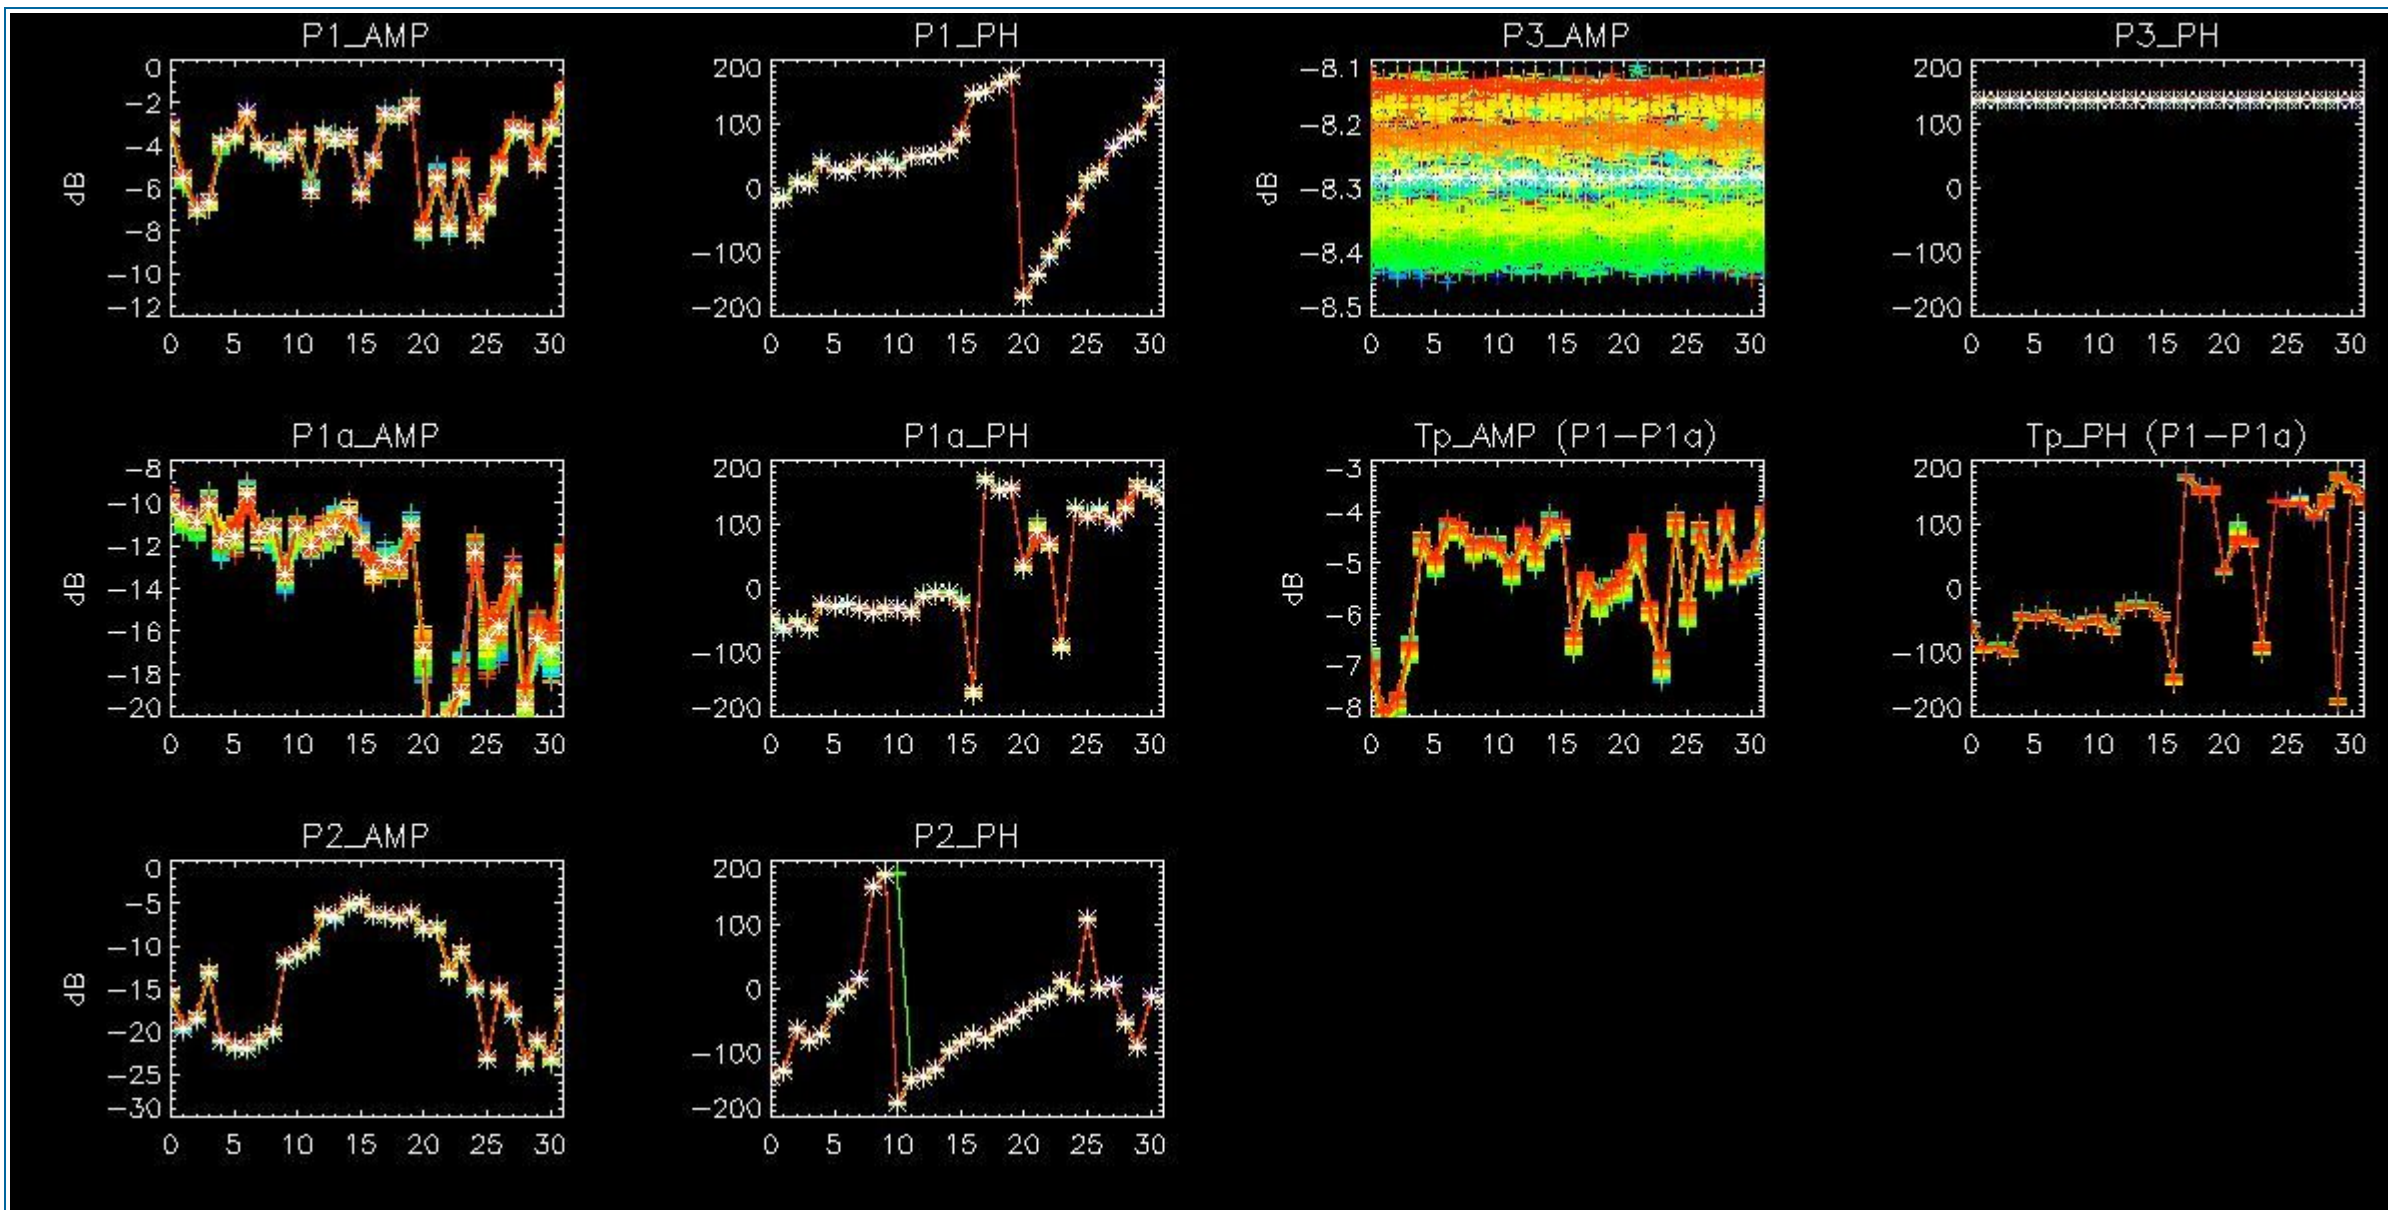 P1_AMP
0
−2
−4
−6
−8
−10
−12
dB
0 5 10 15 20 25 30
P1_PH
200
100
0
−100
−200
0 5 10 15 20 25 30
P3_AMP
−8.1
−8.2
−8.3
−8.4
−8.5
dB
0 5 10 15 20 25 30
P3_PH
200
100
0
−100
−200
0 5 10 15 20 25 30
P1a_AMP
−8
−10
−12
−14
−16
−18
−20
dB
0 5 10 15 20 25 30
P1a_PH
200
100
0
−100
−200
0 5 10 15 20 25 30
Tp_AMP (P1−P1a)
−3
−4
−5
−6
−7
−8
dB
0 5 10 15 20 25 30
Tp_PH (P1−P1a)
200
100
0
−100
−200
0 5 10 15 20 25 30
P2_AMP
0
−5
−10
−15
−20
−25
−30
dB
0 5 10 15 20 25 30
P2_PH
200
100
0
−100
−200
0 5 10 15 20 25 30